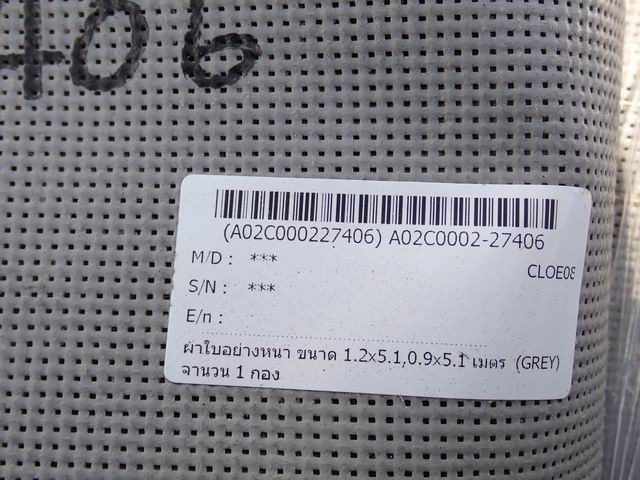 406
(A02C000227406) A02C0002-27406
M/D : ***
CLOE08
S/N : ***
E/n :
ผ้าใบอย่างหนา ขนาด 1.2x5.1,0.9x5.1 เมตร (GREY)
จำนวน 1 กอง